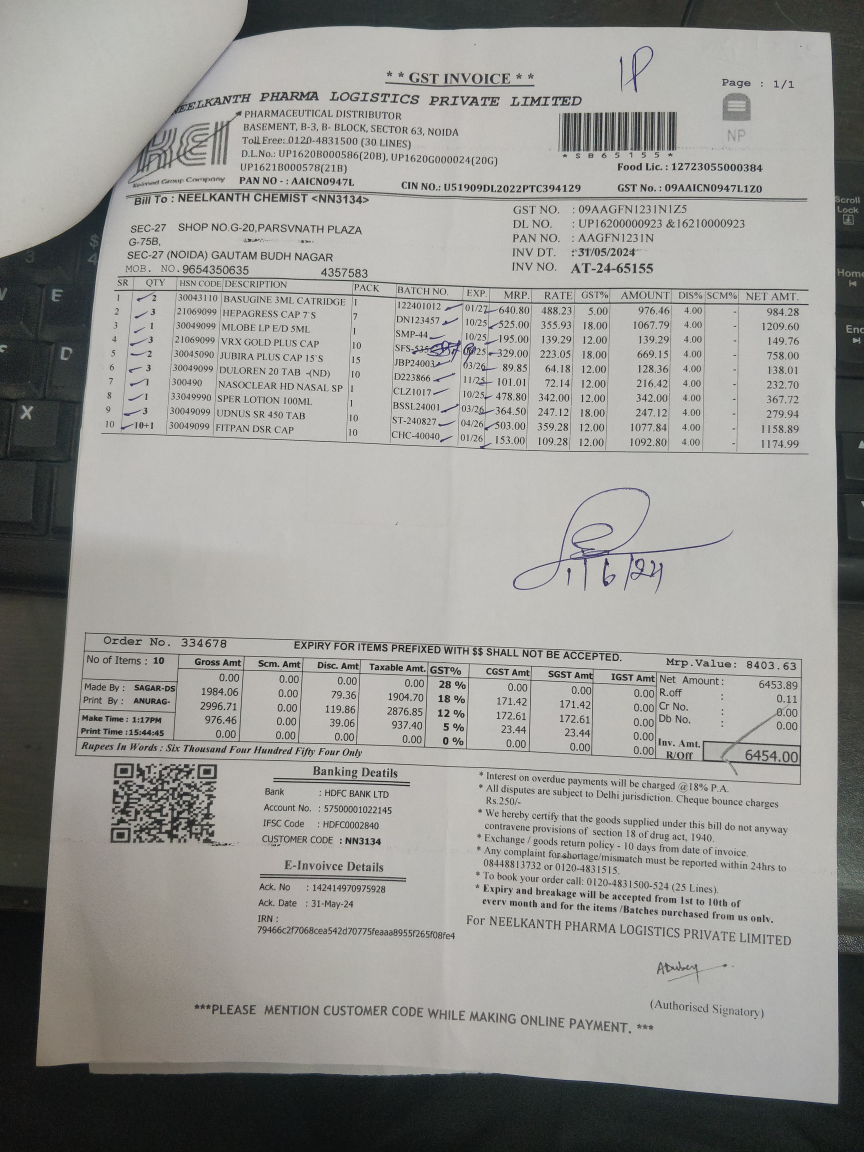 1P
* * GST INVOICE * *
Page : 1/1
NEELKANTH PHARMA LOGISTICS PRIVATE LIMITED
PHARMACEUTICAL DISTRIBUTOR
BASEMENT, B-3, B- BLOCK, SECTOR 63, NOIDA
Toll Free:.0120-4831500 (30 LINES)
D.L.No.: UP1620B000586(20B), UP1620G000024(20G)
UP1621B000578(21B)
PAN NO - : AAICN0947L
KEI
Group Company
*SB65155*
NP
Food Lic. : 12723055000384
CIN NO.: U51909DL2022PTC394129
GST No. : 09AAICN0947L1Z0
Bill To : NEELKANTH CHEMIST <NN3134>
SEC-27 SHOP NO.G-20,PARSVNATH PLAZA
G-75B,
SEC-27 (NOIDA) GAUTAM BUDH NAGAR
MOB. NO.9654350635 4357583
GST NO. : 09AAGFN1231N1Z5
DL NO. : UP16200000923 &16210000923
PAN NO. : AAGFN1231N
INV DT. : 31/05/2024
INV NO. AT-24-65155
SR QTY HSN CODE DESCRIPTION PACK BATCH NO. EXP. MRP. RATE GST% AMOUNT DIS% SCM% NET AMT.
1 2 30043110 BASUGINE 3ML CATRIDGE 1 122401012 01/27 640.80 488.23 5.00 976.46 4.00 - 984.28
2 3 21069099 HEPAGRESS CAP 7`S 7 DN123457 10/25 525.00 355.93 18.00 1067.79 4.00 - 1209.60
3 1 30049099 MLOBE LP E/D 5ML 1 SMP-44 10/25 195.00 139.29 12.00 139.29 4.00 - 149.76
4 3 21069099 VRX GOLD PLUS CAP 10 329.00 223.05 18.00 669.15 4.00 - 758.00
5 2 30045090 JUBIRA PLUS CAP 15`S 15 JBP24003 03/26 89.85 64.18 12.00 128.36 4.00 - 138.01
6 3 30049099 DULOREN 20 TAB -(ND) 10 D223866 11/25 101.01 72.14 12.00 216.42 4.00 - 232.70
7 1 300490 NASOCLEAR HD NASAL SP 1 CLZ1017 10/25 478.80 342.00 12.00 342.00 4.00 - 367.72
8 1 33049990 SPER LOTION 100ML 1 BSSL24001 03/26 364.50 247.12 18.00 247.12 4.00 - 279.94
9 3 30049099 UDNUS SR 450 TAB 10 ST-240827 04/26 503.00 359.28 12.00 1077.84 4.00 - 1158.89
10 10+1 30049099 FITPAN DSR CAP 10 CHC-40040 01/26 153.00 109.28 12.00 1092.80 4.00 - 1174.99
1/6/24
Order No. 334678 EXPIRY FOR ITEMS PREFIXED WITH $$ SHALL NOT BE ACCEPTED. Mrp.Value: 8403.63
No of Items : 10
Made By : SAGAR-DS
Print By : ANURAG-
Make Time : 1:17PM
Print Time :15:44:45
Gross Amt Scm. Amt Disc. Amt Taxable Amt. GST% CGST Amt SGST Amt IGST Amt
0.00 0.00 0.00 0.00 28 % 0.00 0.00 0.00
1984.06 0.00 79.36 1904.70 18 % 171.42 171.42 0.00
2996.71 0.00 119.86 2876.85 12 % 172.61 172.61 0.00
976.46 0.00 39.06 937.40 5 % 23.44 23.44 0.00
0.00 0.00 0.00 0.00 0 % 0.00 0.00 0.00
Net Amount: 6453.89
R.off : 0.11
Cr No. : 0.00
Db No. : 0.00
Inv. Amt. R/Off 6454.00
Rupees In Words : Six Thousand Four Hundred Fifty Four Only
Banking Deatils
Bank : HDFC BANK LTD
Account No. : 57500001022145
IFSC Code : HDFC0002840
CUSTOMER CODE : NN3134
E-Invoivce Details
Ack. No : 142414970975928
Ack. Date : 31-May-24
IRN :
79466c2f7068cea542d70775feaaa8955f265f08fe4
* Interest on overdue payments will be charged @18% P.A.
* All disputes are subject to Delhi jurisdiction. Cheque bounce charges
Rs.250/-
* We hereby certify that the goods supplied under this bill do not anyway
contravene provisions of section 18 of drug act, 1940.
* Exchange / goods return policy - 10 days from date of invoice.
* Any complaint for shortage/mismatch must be reported within 24hrs to
08448813732 or 0120-4831515.
* To book your order call: 0120-4831500-524 (25 Lines).
* Expiry and breakage will be accepted from 1st to 10th of
every month and for the items /Batches purchased from us only.
For NEELKANTH PHARMA LOGISTICS PRIVATE LIMITED
ADubey
(Authorised Signatory)
***PLEASE MENTION CUSTOMER CODE WHILE MAKING ONLINE PAYMENT. ***
Scroll
Lock
Home
End
W
E
D
X
3
4
$